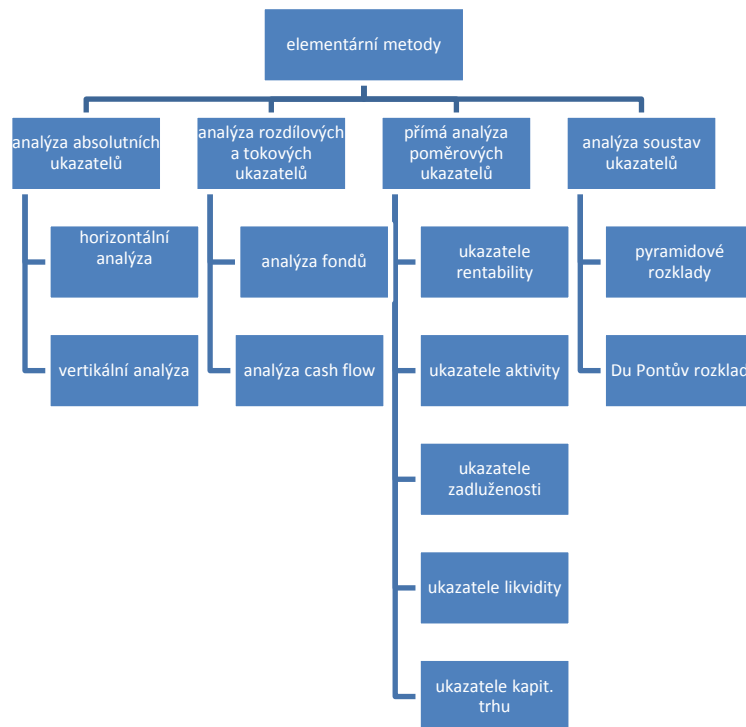 elementární metody
analýza absolutních
ukazatelů
horizontální
analýza
vertikální analýza
analýza rozdílových
a tokových
ukazatelů
analýza fondů
analýza cash flow
přímá analýza
poměrových
ukazatelů
ukazatele
rentability
ukazatele aktivity
ukazatele
zadluženosti
ukazatele likvidity
ukazatele kapit.
trhu
analýza soustav
ukazatelů
pyramidové
rozklady
Du Pontův rozklad